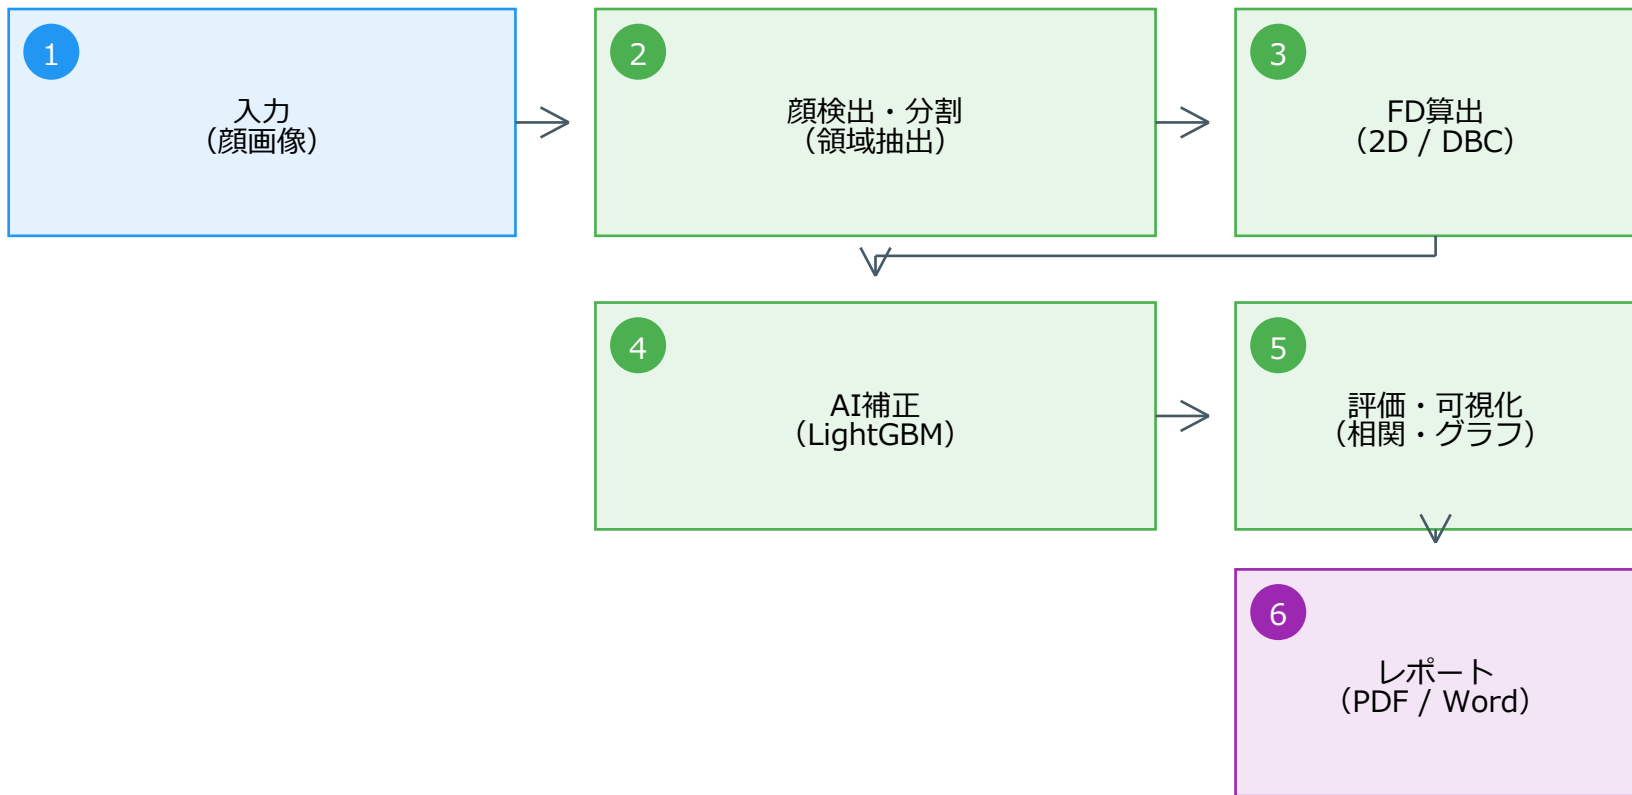 1
入力
（顔画像）
2
顔検出・分割
（領域抽出）
3
FD算出
（2D / DBC）
4
AI補正
（LightGBM）
5
評価・可視化
（相関・グラフ）
6
レポート
（PDF / Word）